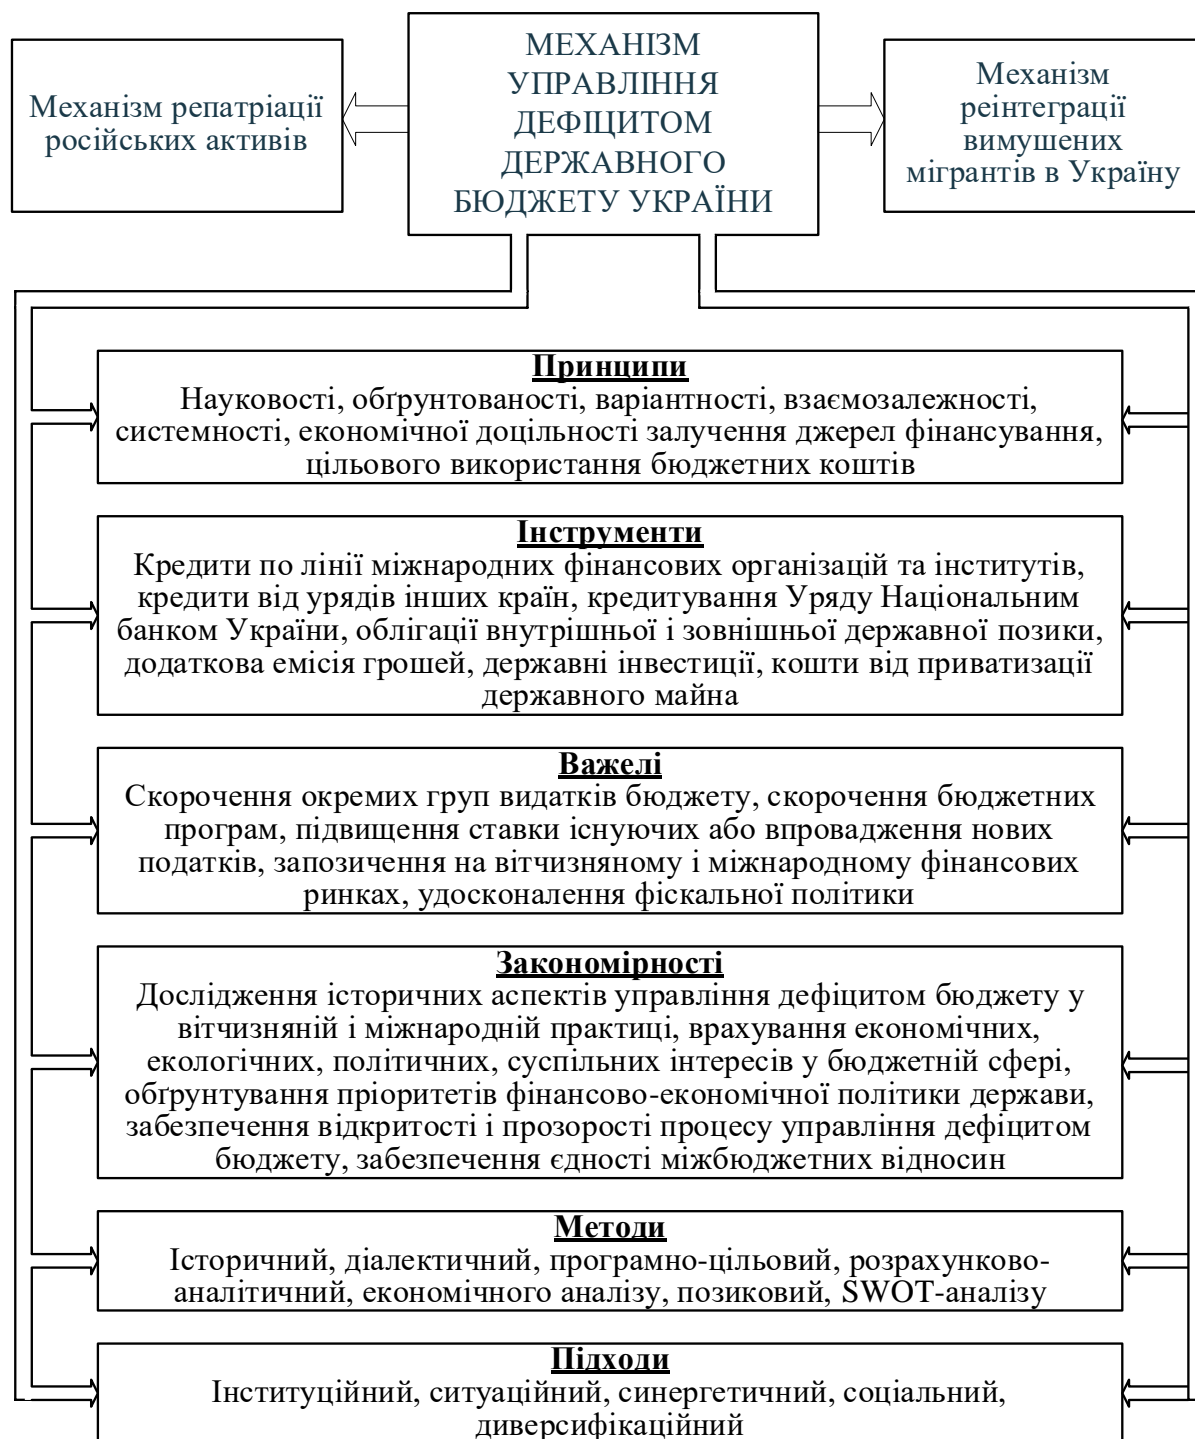 Механізм репатріації
російських активів
МЕХАНІЗМ
УПРАВЛІННЯ
ДЕФІЦИТОМ
ДЕРЖАВНОГО
БЮДЖЕТУ УКРАЇНИ
Механізм
реінтеграції
вимушених
мігрантів в Україну
Принципи
Науковості, обґрунтованості, варіантності, взаємозалежності,
системності, економічної доцільності залучення джерел фінансування,
цільового використання бюджетних коштів
Інструменти
Кредити по лінії міжнародних фінансових організацій та інститутів,
кредити від урядів інших країн, кредитування Уряду Національним
банком України, облігації внутрішньої і зовнішньої державної позики,
додаткова емісія грошей, державні інвестиції, кошти від приватизації
державного майна
Важелі
Скорочення окремих груп видатків бюджету, скорочення бюджетних
програм, підвищення ставки існуючих або впровадження нових
податків, запозичення на вітчизняному і міжнародному фінансових
ринках, удосконалення фіскальної політики
Закономірності
Дослідження історичних аспектів управління дефіцитом бюджету у
вітчизняній і міжнародній практиці, врахування економічних,
екологічних, політичних, суспільних інтересів у бюджетній сфері,
обґрунтування пріоритетів фінансово-економічної політики держави,
забезпечення відкритості і прозорості процесу управління дефіцитом
бюджету, забезпечення єдності міжбюджетних відносин
Методи
Історичний, діалектичний, програмно-цільовий, розрахунково-
аналітичний, економічного аналізу, позиковий, SWOT-аналізу
Підходи
Інституційний, ситуаційний, синергетичний, соціальний,
диверсифікаційний